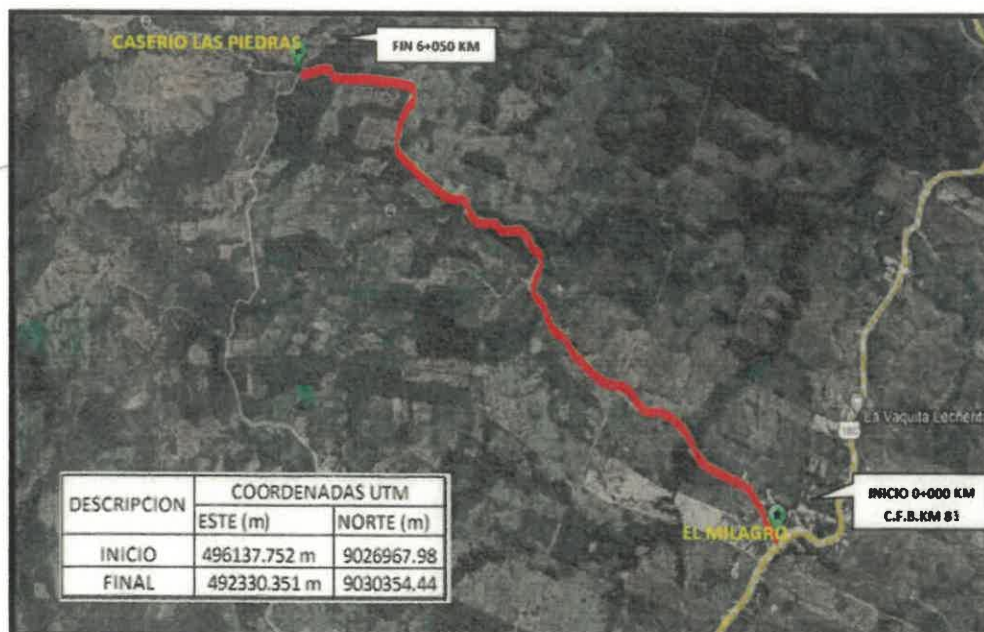 CASERIO LAS PIEDRAS
FIN 6+050 KM
La Vaquita Lechera
INICIO 0+000 KM
C.F.B.KM 83
EL MILAGRO
DESCRIPCION
COORDENADAS UTM
ESTE (m) NORTE (m)
INICIO 496137.752 m 9026967.98
FINAL 492330.351 m 9030354.44